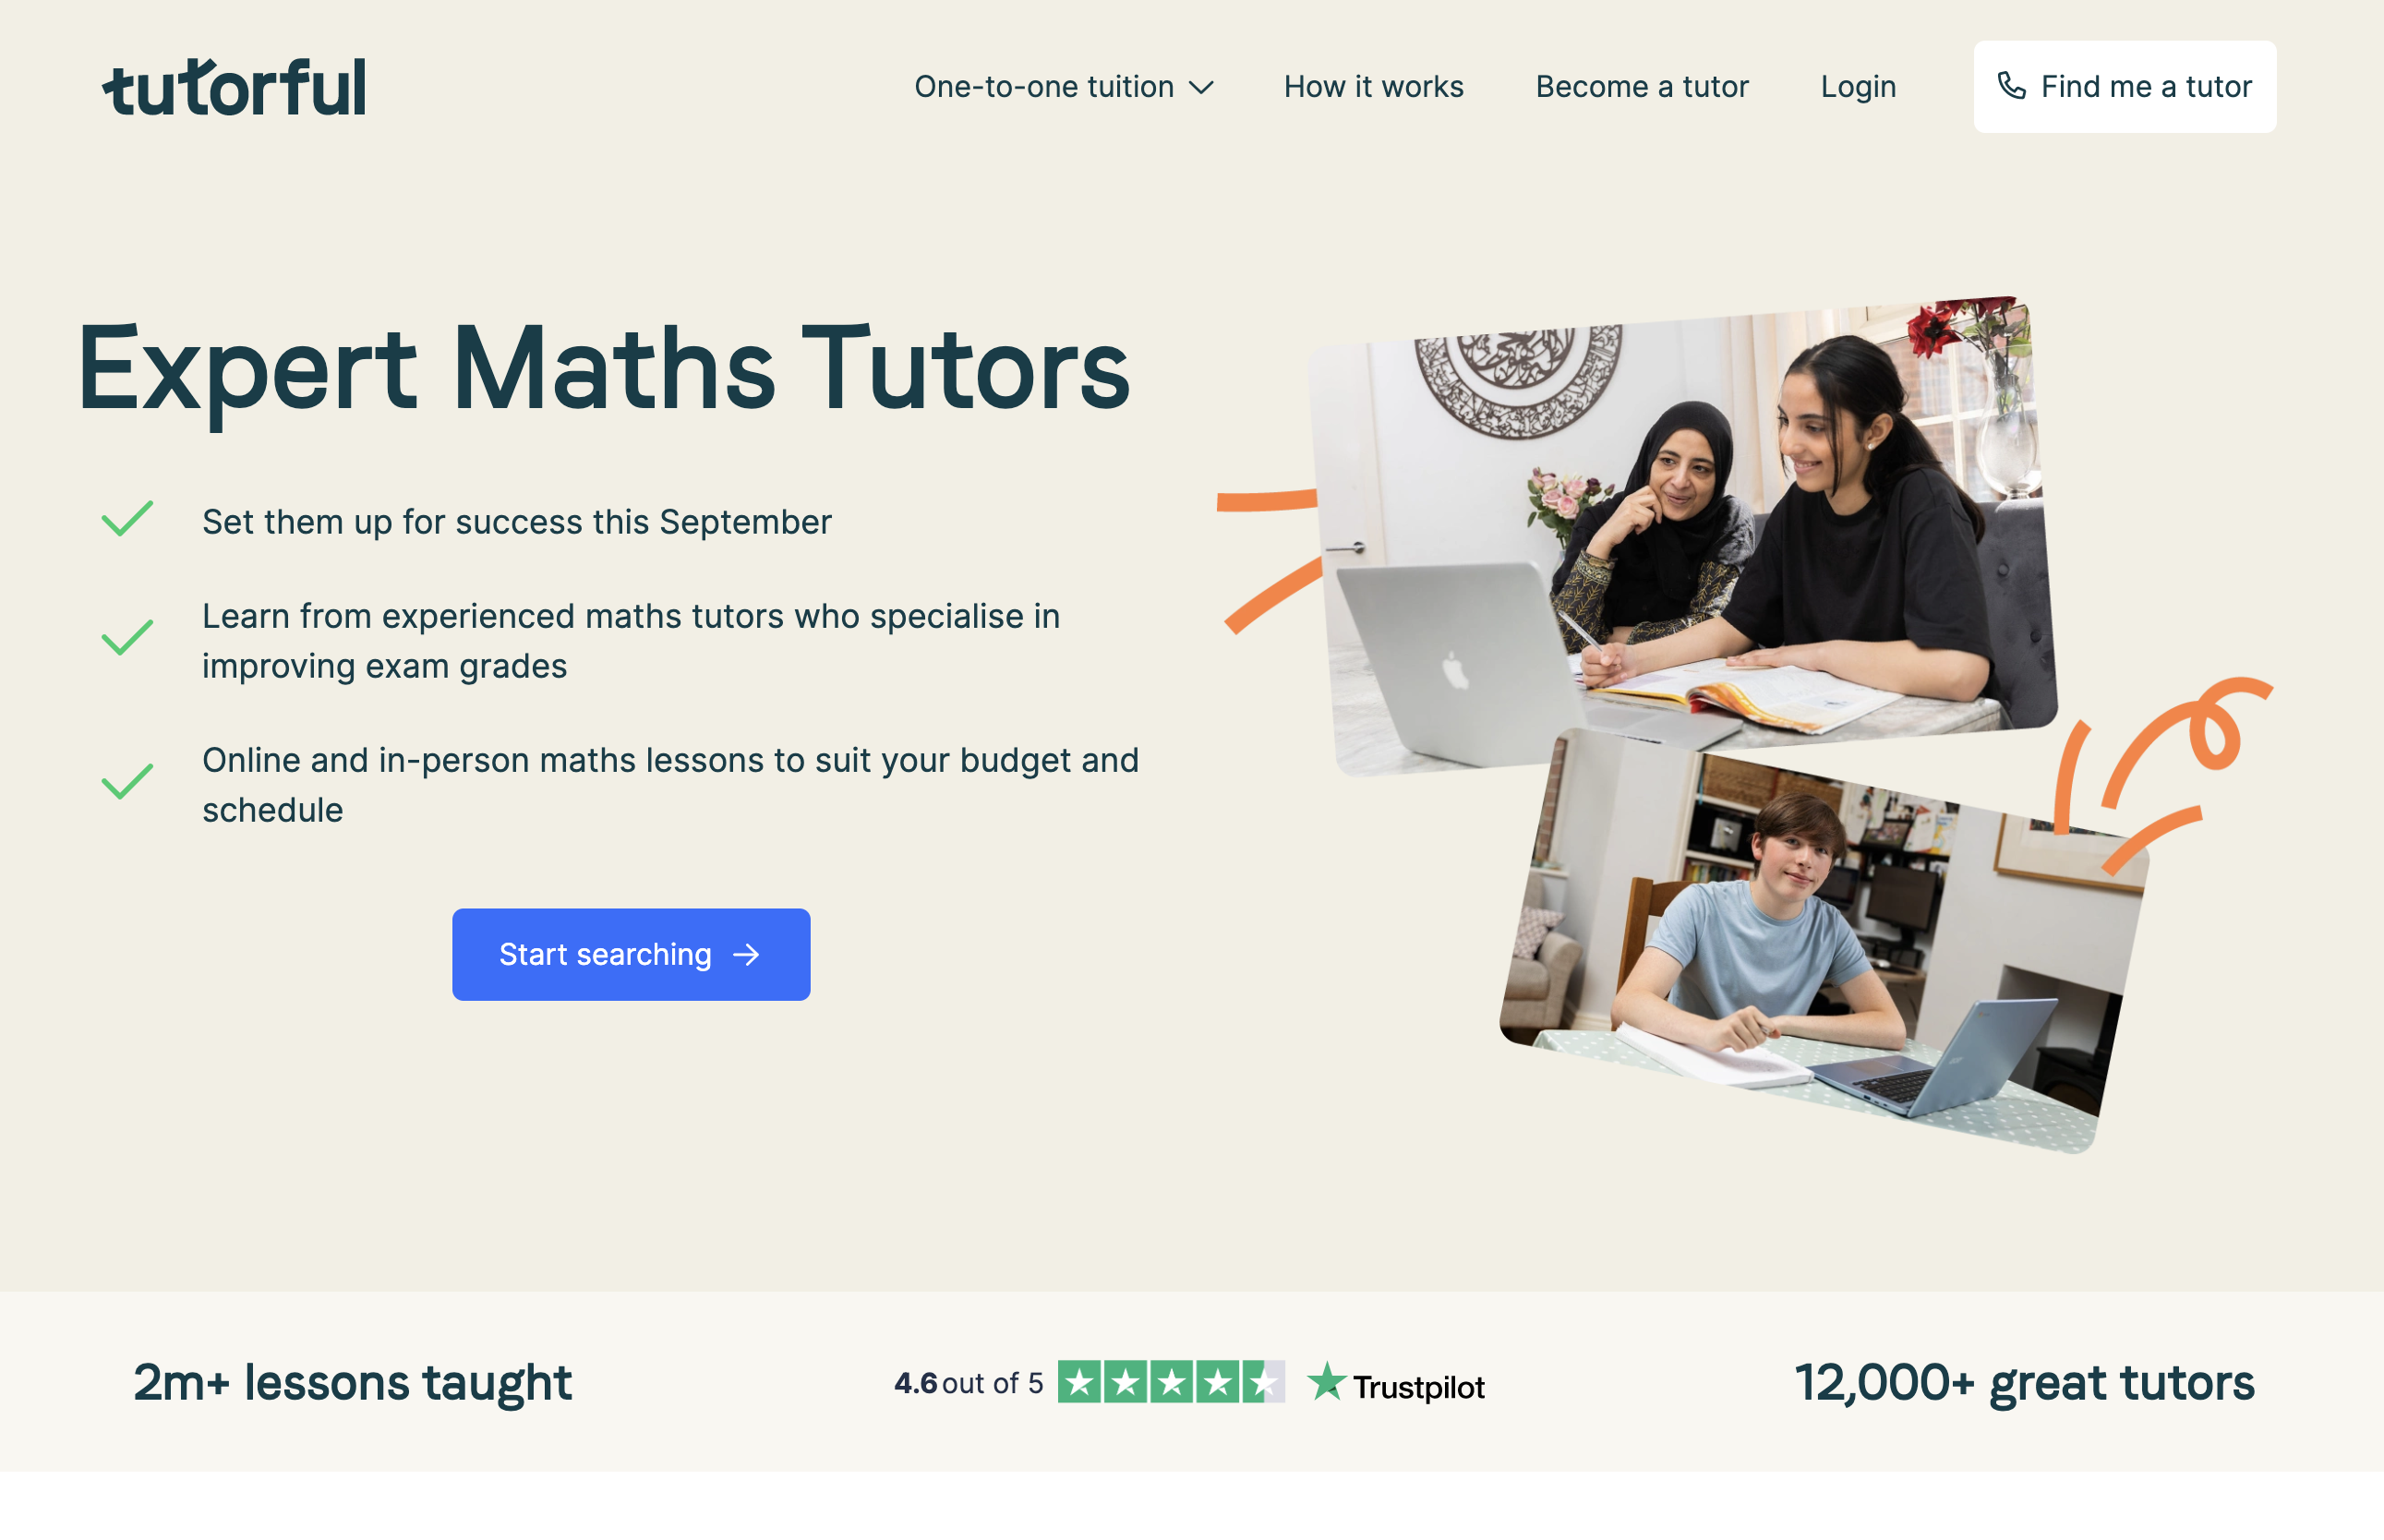 tutorful
One-to-one tuition
How it works
Become a tutor
Login
Find me a tutor
Expert Maths Tutors
Set them up for success this September
Learn from experienced maths tutors who specialise in
improving exam grades
Online and in-person maths lessons to suit your budget and
schedule
Start searching
2m+ lessons taught
4.6 out of 5
Trustpilot
12,000+ great tutors